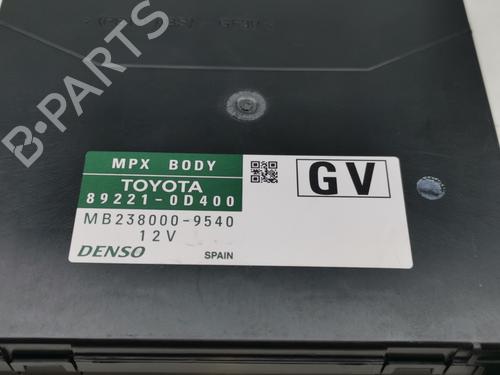 B-PARTS
MPX BODY
TOYOTA
89221-0D400
MB238000-9540
12V
DENSO
SPAIN
GV